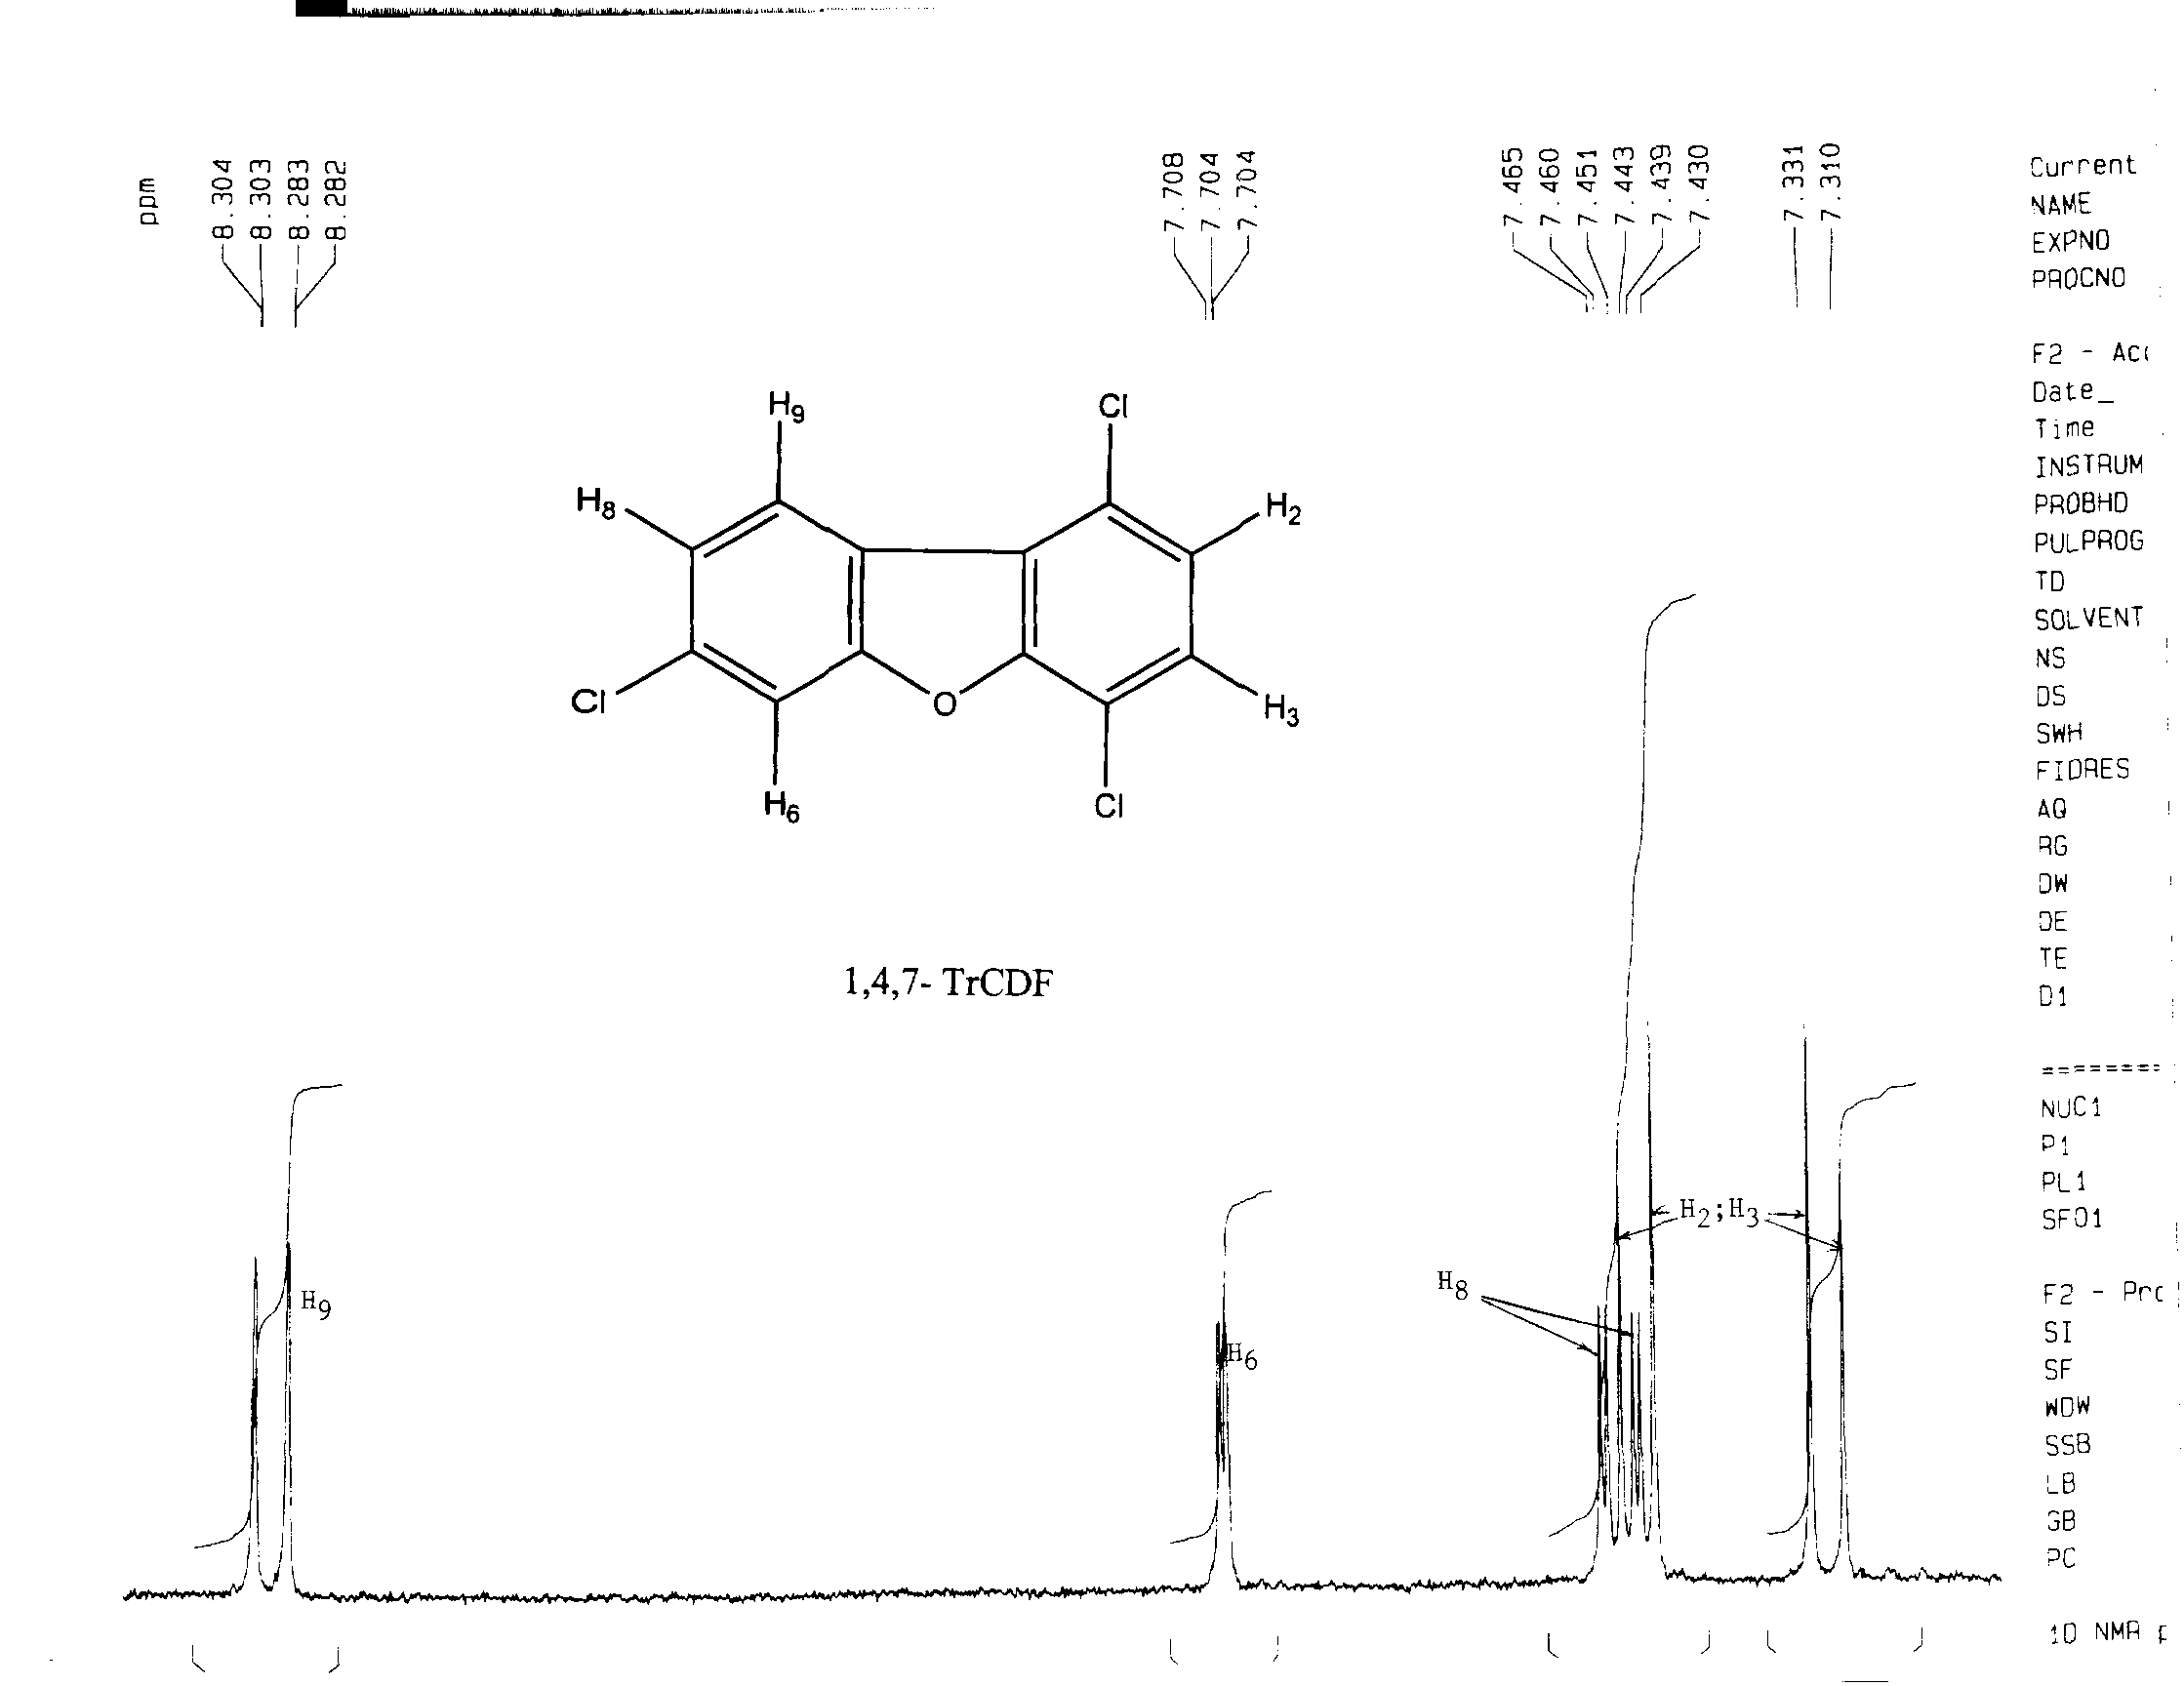 ppm
8.304
8.303
8.283
8.282
7.708
7.704
7.704
7.465
7.460
7.451
7.443
7.439
7.430
7.331
7.310
Current
NAME
EXPNO
PROCNO
F2 -
Date_
Time
INSTRUM
PROBHD
PULPROG
TD
SOLVENT
NS
DS
SWH
FIDRES
AQ
RG
DW
DE
TE
D1
========
NUC1
P1
PL1
SFO1
F2 -
SI
SF
WDW
SSB
LB
GB
PC
1D NMR
H9
Cl
H8
H2
Cl
O
H3
H6
Cl
1,4,7- TrCDF
H2;H3
H8
H9
H6